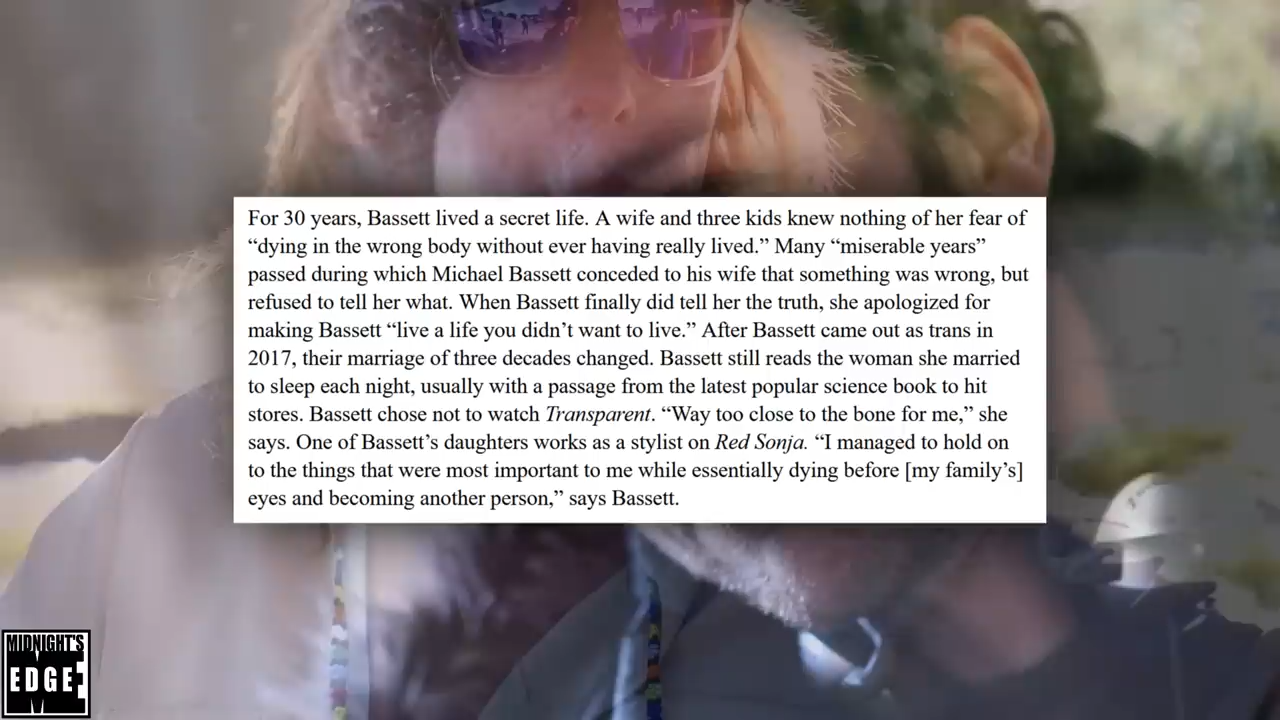 For 30 years, Bassett lived a secret life. A wife and three kids knew nothing of her fear of
“dying in the wrong body without ever having really lived.” Many “miserable years”
passed during which Michael Bassett conceded to his wife that something was wrong, but
refused to tell her what. When Bassett finally did tell her the truth, she apologized for
making Bassett “live a life you didn’t want to live.” After Bassett came out as trans in
2017, their marriage of three decades changed. Bassett still reads the woman she married
to sleep each night, usually with a passage from the latest popular science book to hit
stores. Bassett chose not to watch Transparent. “Way too close to the bone for me,” she
says. One of Bassett’s daughters works as a stylist on Red Sonja. “I managed to hold on
to the things that were most important to me while essentially dying before [my family’s]
eyes and becoming another person,” says Bassett.
MIDNIGHT'S
EDGE
ME